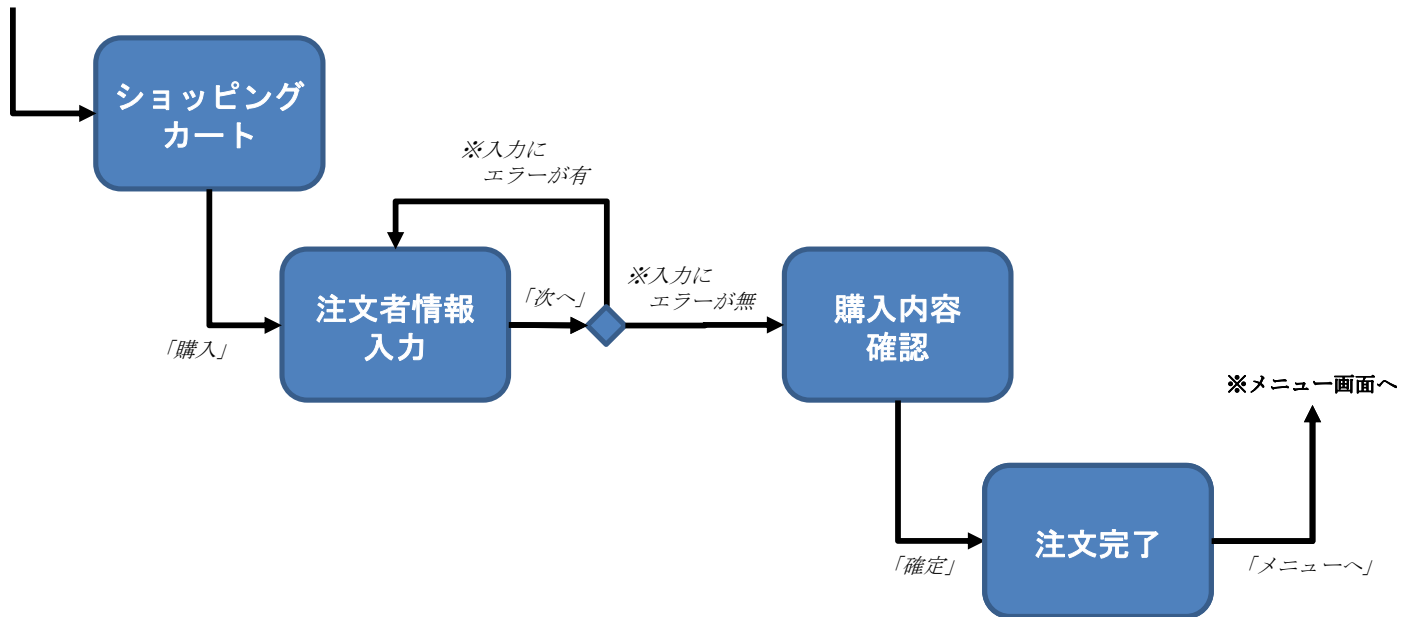 ショッピング
カート
※入力に
エラーが有
注文者情報
入力
「次へ」
※入力に
エラーが無
購入内容
確認
「購入」
※メニュー画面へ
注文完了
「確定」
「メニューへ」